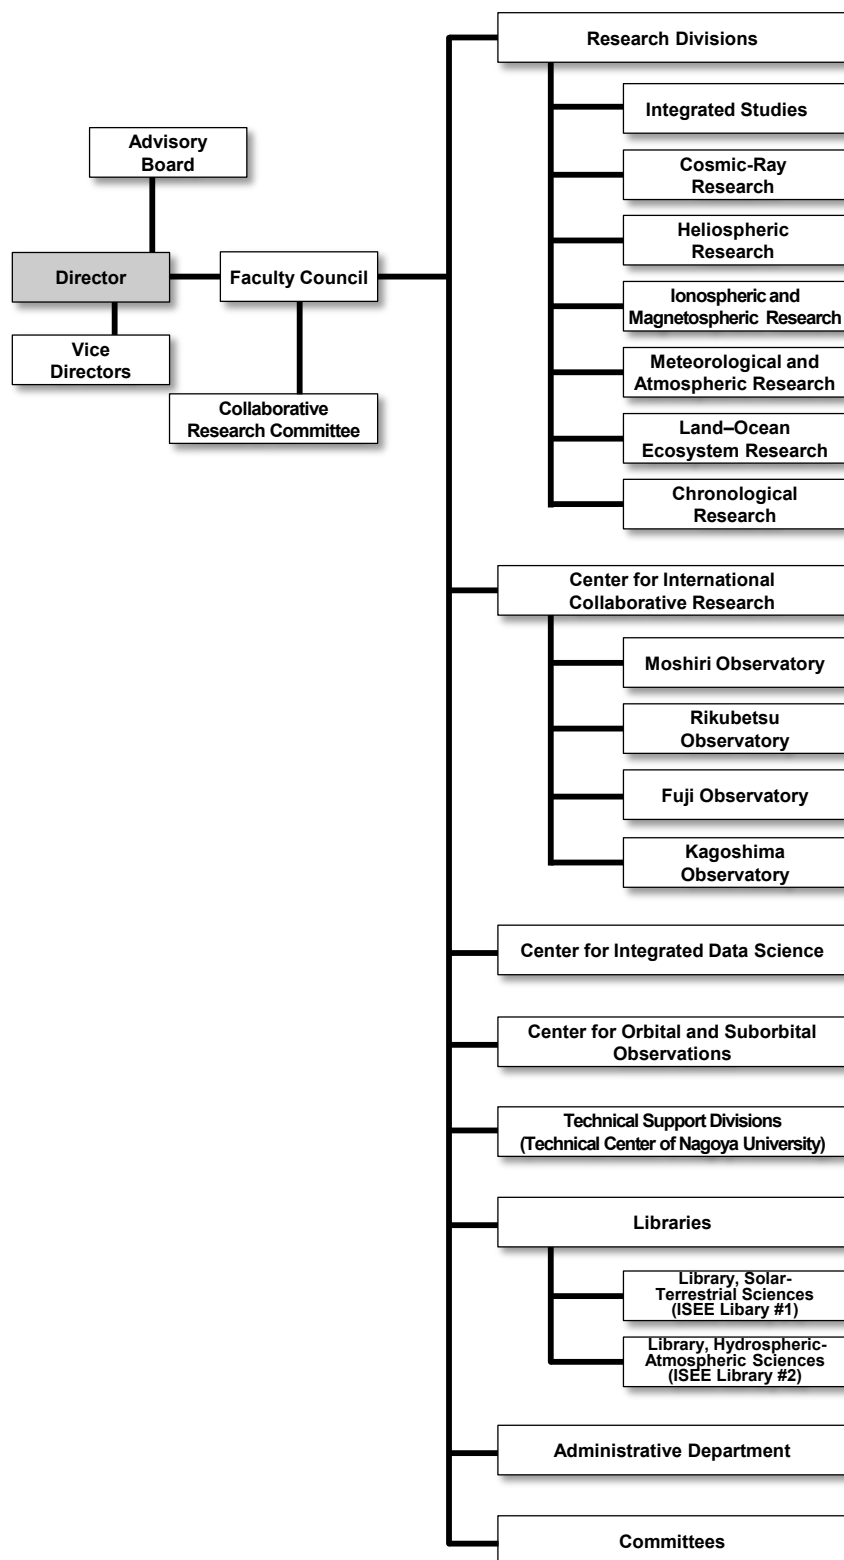 Research Divisions
Integrated Studies
Cosmic-Ray
Research
Heliospheric
Research
Ionospheric and
Magnetospheric Research
Meteorological and
Atmospheric Research
Land–Ocean
Ecosystem Research
Chronological
Research
Advisory
Board
Director
Faculty Council
Vice
Directors
Collaborative
Research Committee
Center for International
Collaborative Research
Moshiri Observatory
Rikubetsu
Observatory
Fuji Observatory
Kagoshima
Observatory
Center for Integrated Data Science
Center for Orbital and Suborbital
Observations
Technical Support Divisions
(Technical Center of Nagoya University)
Libraries
Library, Solar-
Terrestrial Sciences
(ISEE Libary #1)
Library, Hydrospheric-
Atmospheric Sciences
(ISEE Library #2)
Administrative Department
Committees